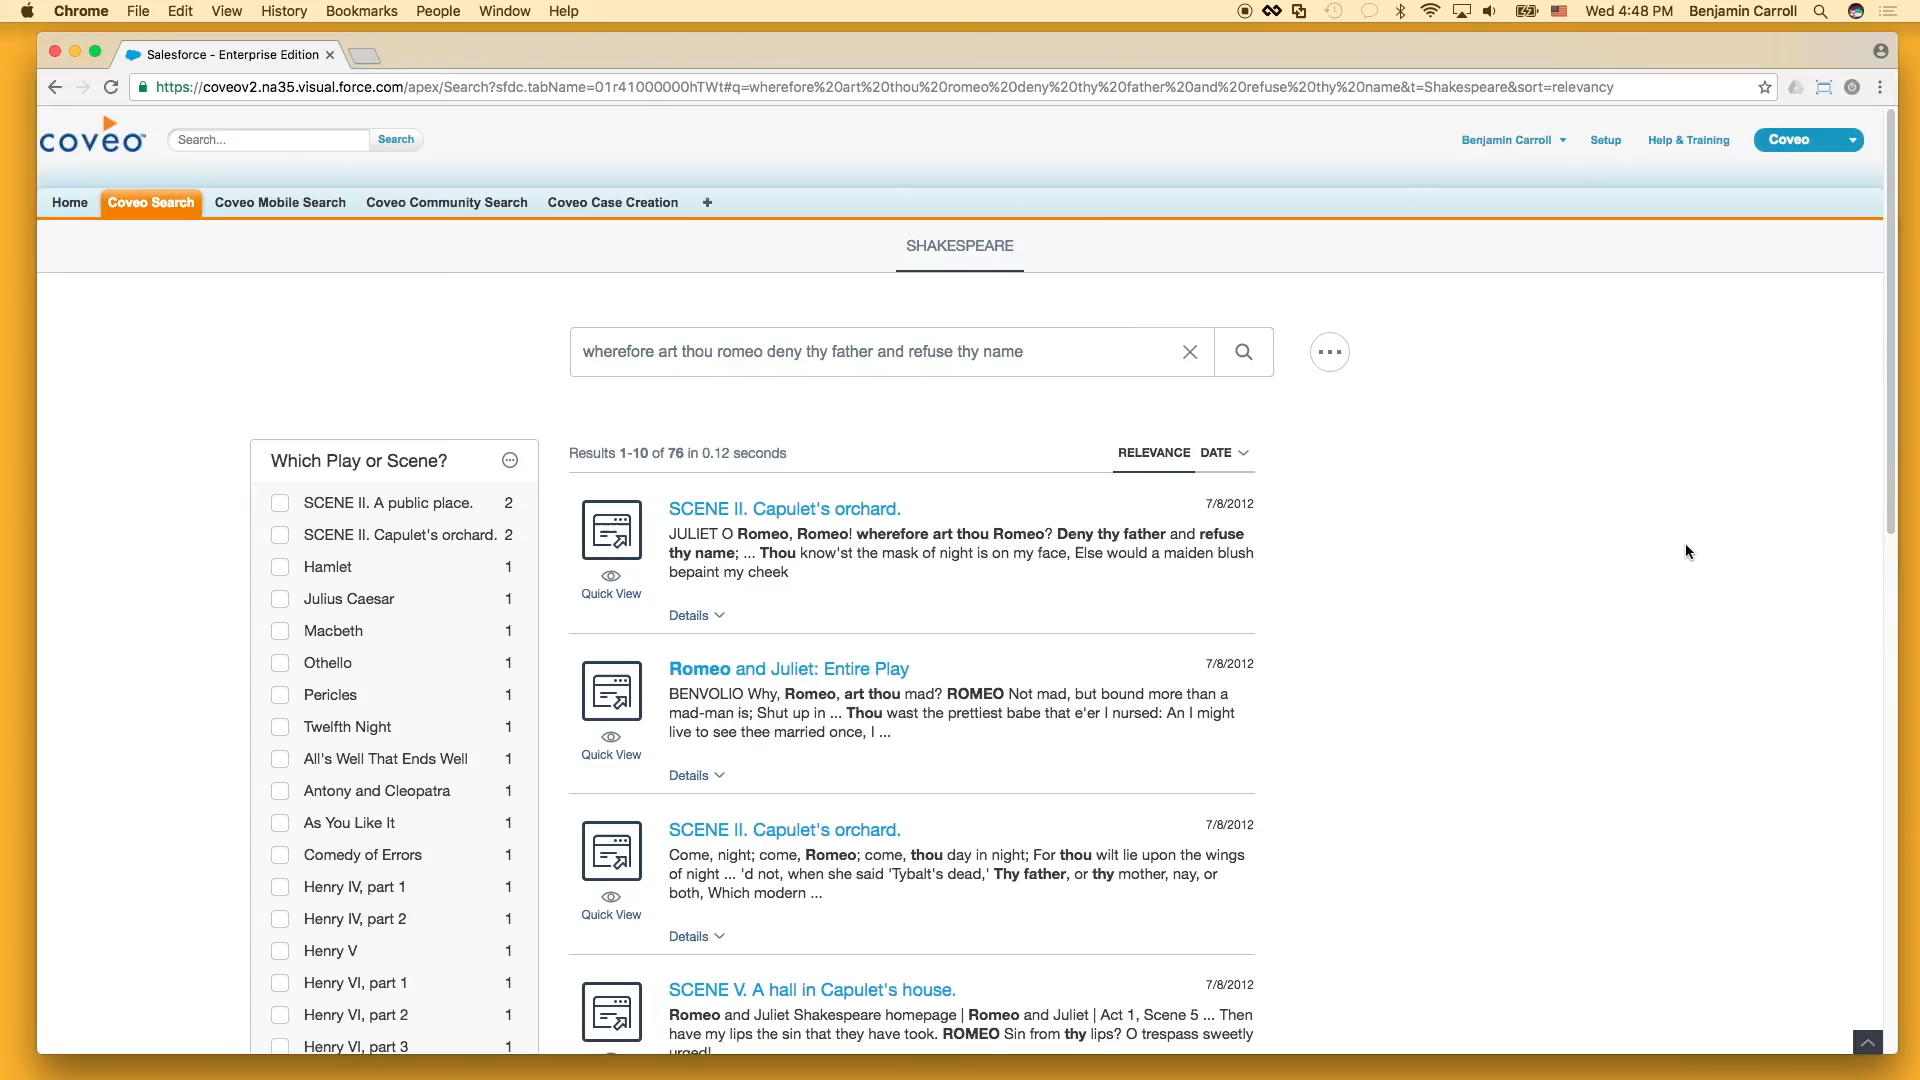 Chrome File Edit View History Bookmarks People Window Help Wed 4:48 PM Benjamin Carroll
Salesforce - Enterprise Edition
https://coveov2.na35.visual.force.com/apex/Search?sfdc.tabName=01r41000000hTWt#q=wherefore%20art%20thou%20romeo%20deny%20thy%20father%20and%20refuse%20thy%20name&t=Shakespeare&sort=relevancy
coveo Search... Search Benjamin Carroll Setup Help & Training Coveo
Home Coveo Search Coveo Mobile Search Coveo Community Search Coveo Case Creation +
SHAKESPEARE
wherefore art thou romeo deny thy father and refuse thy name
Which Play or Scene?
SCENE II. A public place. 2
SCENE II. Capulet's orchard. 2
Hamlet 1
Julius Caesar 1
Macbeth 1
Othello 1
Pericles 1
Twelfth Night 1
All's Well That Ends Well 1
Antony and Cleopatra 1
As You Like It 1
Comedy of Errors 1
Henry IV, part 1 1
Henry IV, part 2 1
Henry V 1
Henry VI, part 1 1
Henry VI, part 2 1
Henry VI, part 3 1
Results 1-10 of 76 in 0.12 seconds RELEVANCE DATE
SCENE II. Capulet's orchard. 7/8/2012
JULIET O Romeo, Romeo! wherefore art thou Romeo? Deny thy father and refuse
thy name; ... Thou know'st the mask of night is on my face, Else would a maiden blush
bepaint my cheek
Quick View
Details
Romeo and Juliet: Entire Play 7/8/2012
BENVOLIO Why, Romeo, art thou mad? ROMEO Not mad, but bound more than a
mad-man is; Shut up in ... Thou wast the prettiest babe that e'er I nursed: An I might
live to see thee married once, I ...
Quick View
Details
SCENE II. Capulet's orchard. 7/8/2012
Come, night; come, Romeo; come, thou day in night; For thou wilt lie upon the wings
of night ... 'd not, when she said 'Tybalt's dead,' Thy father, or thy mother, nay, or
both, Which modern ...
Quick View
Details
SCENE V. A hall in Capulet's house. 7/8/2012
Romeo and Juliet Shakespeare homepage | Romeo and Juliet | Act 1, Scene 5 ... Then
have my lips the sin that they have took. ROMEO Sin from thy lips? O trespass sweetly
urged!